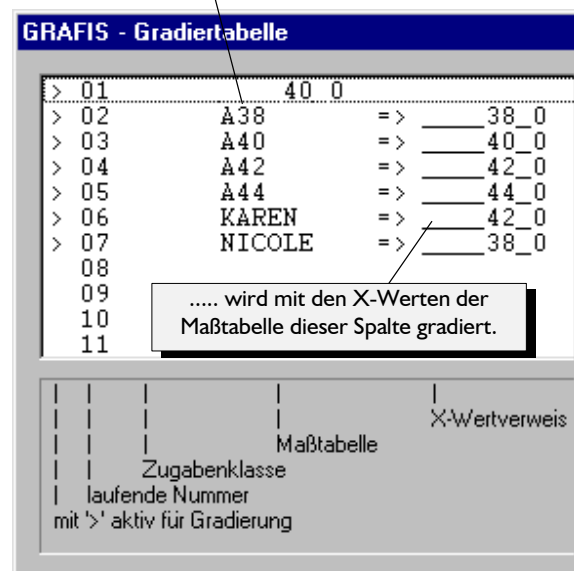 GRAFIS - Gradiertabelle
> 01 40_0
> 02 A38 => _____38_0
> 03 A40 => _____40_0
> 04 A42 => _____42_0
> 05 A44 => _____44_0
> 06 KAREN => _____42_0
> 07 NICOLE => _____38_0
08
09
10
11
..... wird mit den X-Werten der
Maßtabelle dieser Spalte gradiert.
X-Wertverweis
Maßtabelle
Zugabenklasse
laufende Nummer
mit '>' aktiv für Gradierung